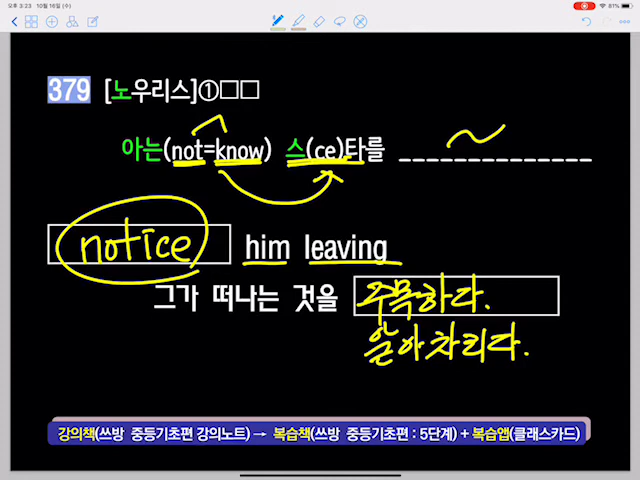 오후 3:23 10월 16일 (수) 81%
379 [노우리스]①□□
아는(not=know) 스(ce)타를 ______________
notice him leaving
그가 떠나는 것을 주목하다.
알아차리다.
강의책(쓰방 중등기초편 강의노트) → 복습책(쓰방 중등기초편 : 5단계) + 복습앱(클래스카드)